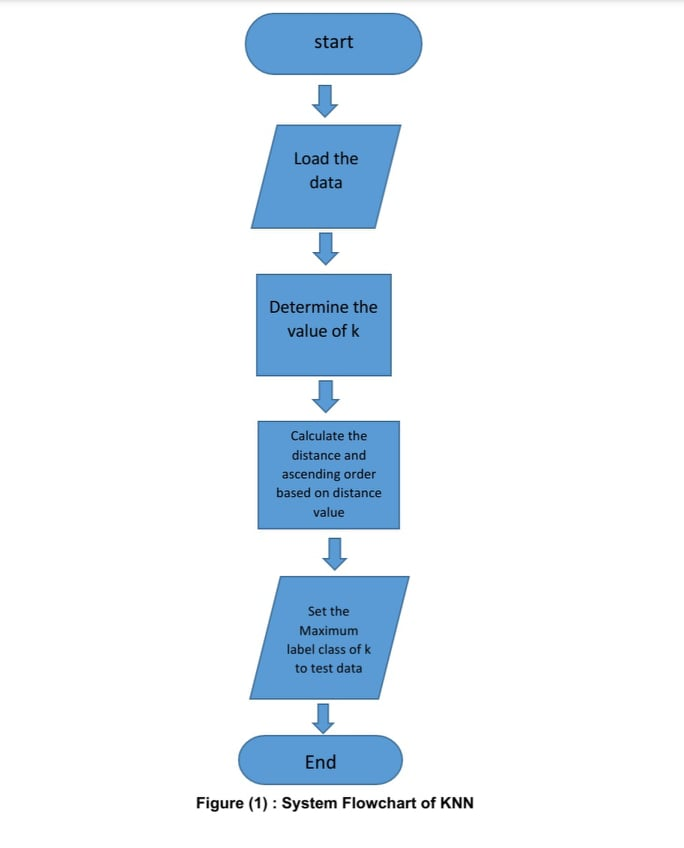 start
Load the
data
Determine the
value of k
Calculate the
distance and
ascending order
based on distance
value
Set the
Maximum
label class of k
to test data
End
Figure (1) : System Flowchart of KNN